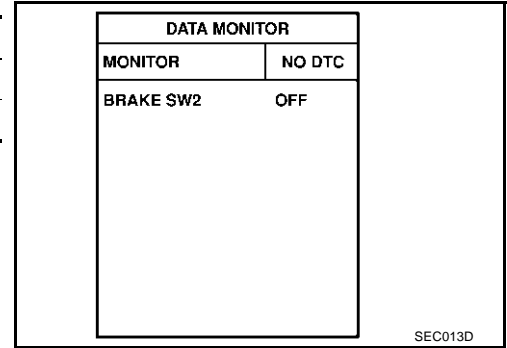 DATA MONITOR
MONITOR NO DTC
BRAKE SW2 OFF
SEC013D